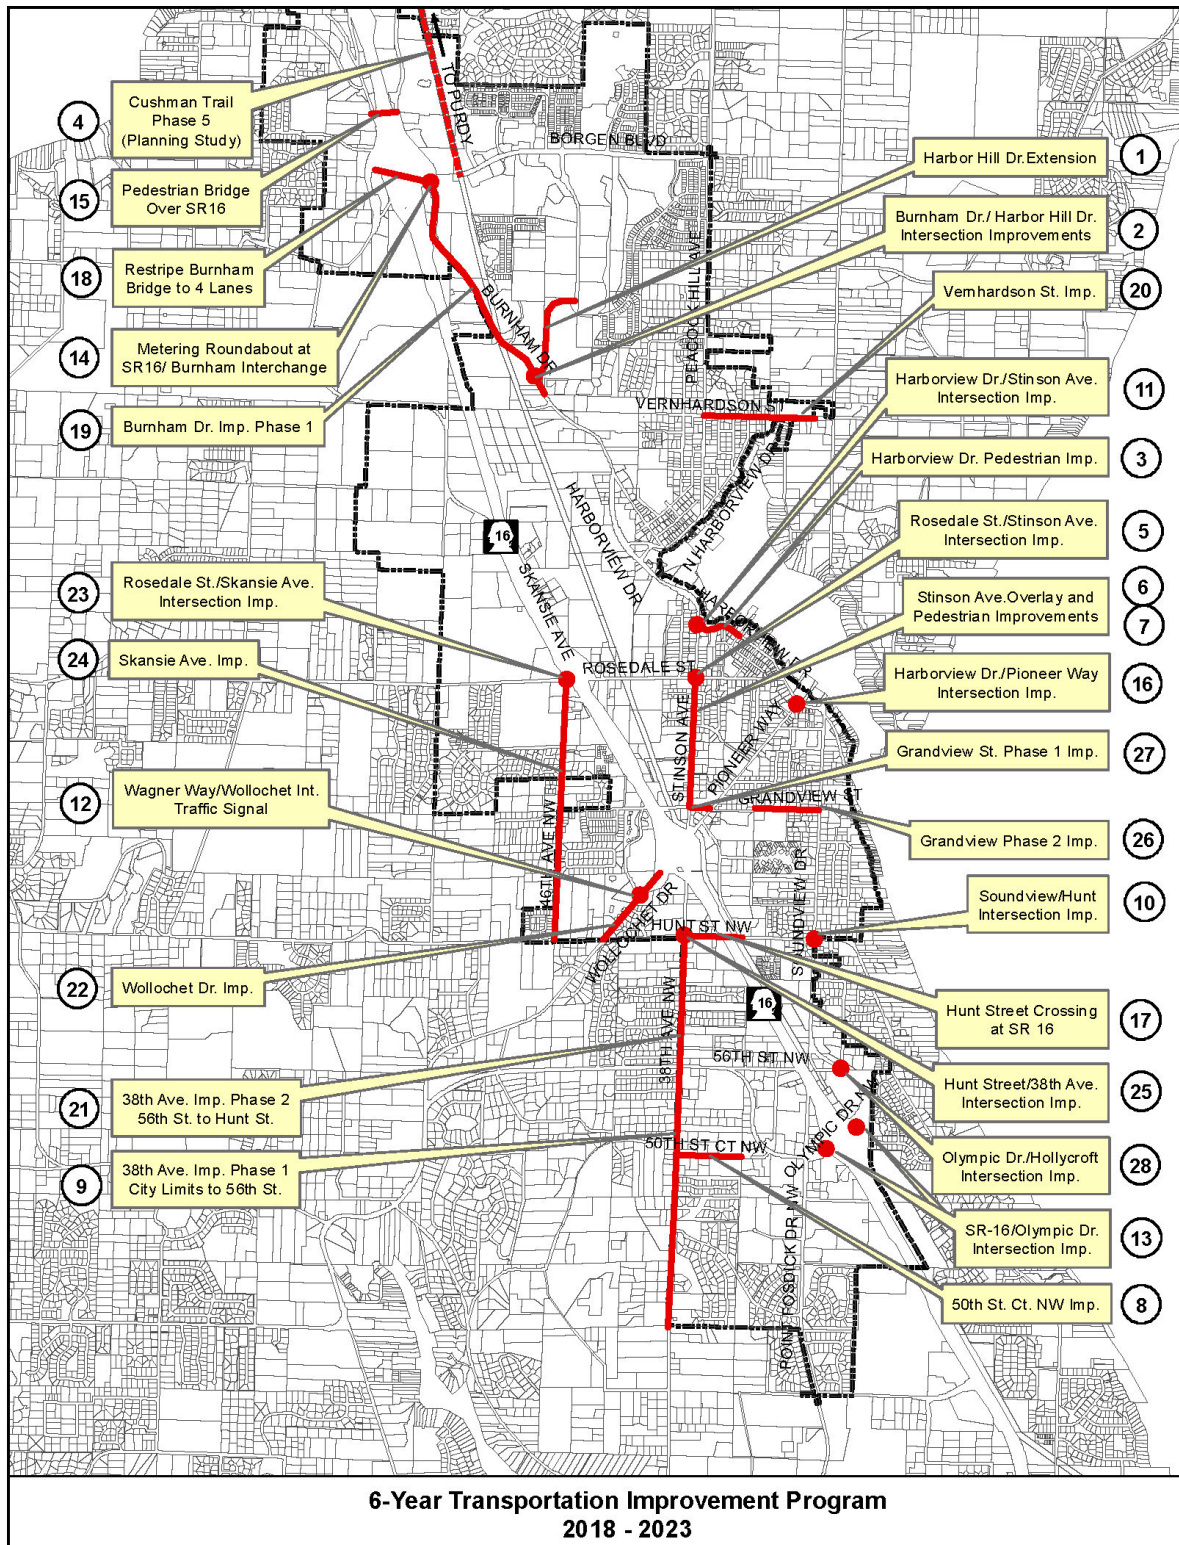 Cushman Trail
Phase 5
(Planning Study)
4
Pedestrian Bridge
Over SR16
15
Restripe Burnham
Bridge to 4 Lanes
18
Metering Roundabout at
SR16/ Burnham Interchange
14
Burnham Dr. Imp. Phase 1
19
Rosedale St./Skansie Ave.
Intersection Imp.
23
Skansie Ave. Imp.
24
Wagner Way/Wollochet Int.
Traffic Signal
12
Wollochet Dr. Imp.
22
38th Ave. Imp. Phase 2
56th St. to Hunt St.
21
38th Ave. Imp. Phase 1
City Limits to 56th St.
9
TO PURDY
BORGEN BLVD
PEACOCK HILL AVE
BURNHAM DR
VERNHARDSON ST
N HARBORVIEW DR
HARBORVIEW DR
16
SKANSIE AVE
HARBORVIEW DR
ROSEDALE ST
STINSON AVE
PIONEER WAY
GRANDVIEW ST
46TH AVE NW
WOLLOCHET DR
HUNT ST NW
SOUNDVIEW DR
38TH AVE NW
16
56TH ST NW
OLYMPIC DR NW
50TH ST CT NW
POINT FOSDICK DR NW
Harbor Hill Dr.Extension
1
Burnham Dr./ Harbor Hill Dr.
Intersection Improvements
2
Vernhardson St. Imp.
20
Harborview Dr./Stinson Ave.
Intersection Imp.
11
Harborview Dr. Pedestrian Imp.
3
Rosedale St./Stinson Ave.
Intersection Imp.
5
Stinson Ave.Overlay and
Pedestrian Improvements
6
7
Harborview Dr./Pioneer Way
Intersection Imp.
16
Grandview St. Phase 1 Imp.
27
Grandview Phase 2 Imp.
26
Soundview/Hunt
Intersection Imp.
10
Hunt Street Crossing
at SR 16
17
Hunt Street/38th Ave.
Intersection Imp.
25
Olympic Dr./Hollycroft
Intersection Imp.
28
SR-16/Olympic Dr.
Intersection Imp.
13
50th St. Ct. NW Imp.
8
6-Year Transportation Improvement Program
2018 - 2023